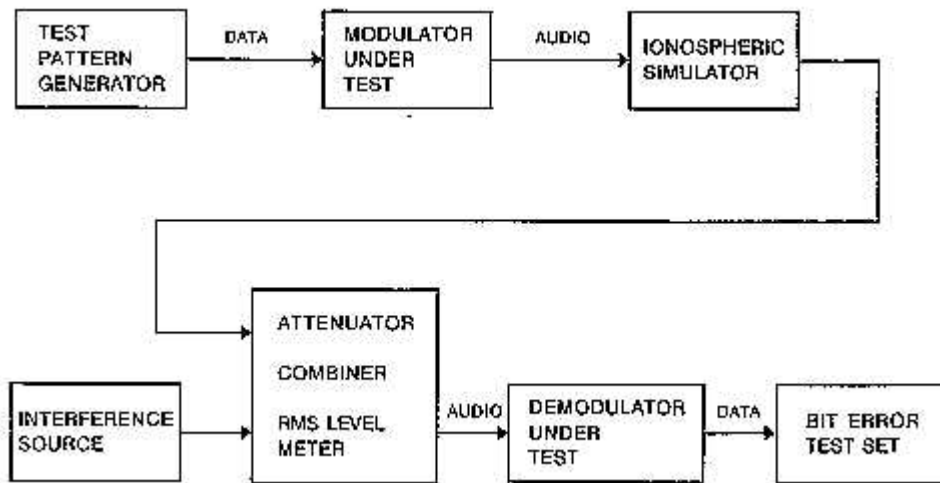 TEST
PATTERN
GENERATOR
DATA
MODULATOR
UNDER
TEST
AUDIO
IONOSPHERIC
SIMULATOR
ATTENUATOR
COMBINER
RMS LEVEL
METER
INTERFERENCE
SOURCE
AUDIO
DEMODULATOR
UNDER
TEST
DATA
BIT ERROR
TEST SET